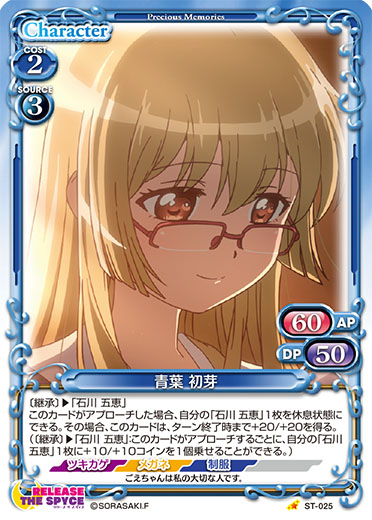 Precious Memories
Character
COST
2
SOURCE
3
60 AP
DP 50
青葉 初芽
〔継承〕▶「石川 五恵」
このカードがアプローチした場合、自分の「石川 五恵」1枚を休息状態に
できる。その場合、このカードは、ターン終了時まで+20/+20を得る。
(〔継承〕▶「石川 五恵」:このカードがアプローチするごとに、自分の「石川
五恵」1枚に+10/+10コインを1個乗せることができる。)
ツキカゲ メガネ 制服
ごえちゃんは私の大切な人です。
RELEASE
THE SPYCE
©SORASAKI.F
ST-025